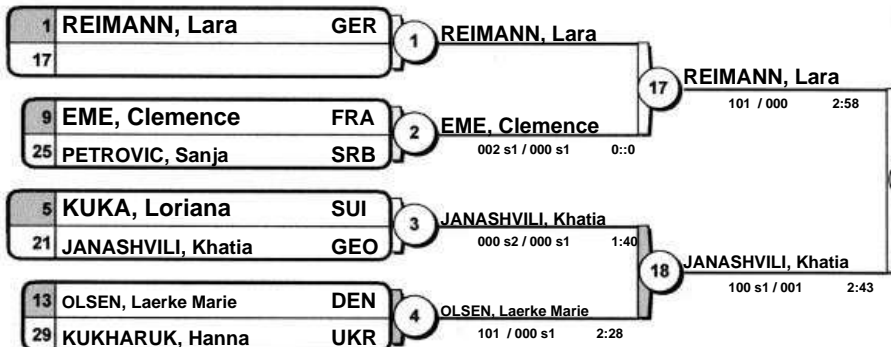 1 REIMANN, Lara GER
17
1 REIMANN, Lara
9 EME, Clemence FRA
25 PETROVIC, Sanja SRB
2 EME, Clemence
002 s1 / 000 s1 0::0
17 REIMANN, Lara
101 / 000 2:58
5 KUKA, Loriana SUI
21 JANASHVILI, Khatia GEO
3 JANASHVILI, Khatia
000 s2 / 000 s1 1:40
13 OLSEN, Laerke Marie DEN
29 KUKHARUK, Hanna UKR
4 OLSEN, Laerke Marie
101 / 000 s1 2:28
18 JANASHVILI, Khatia
100 s1 / 001 2:43